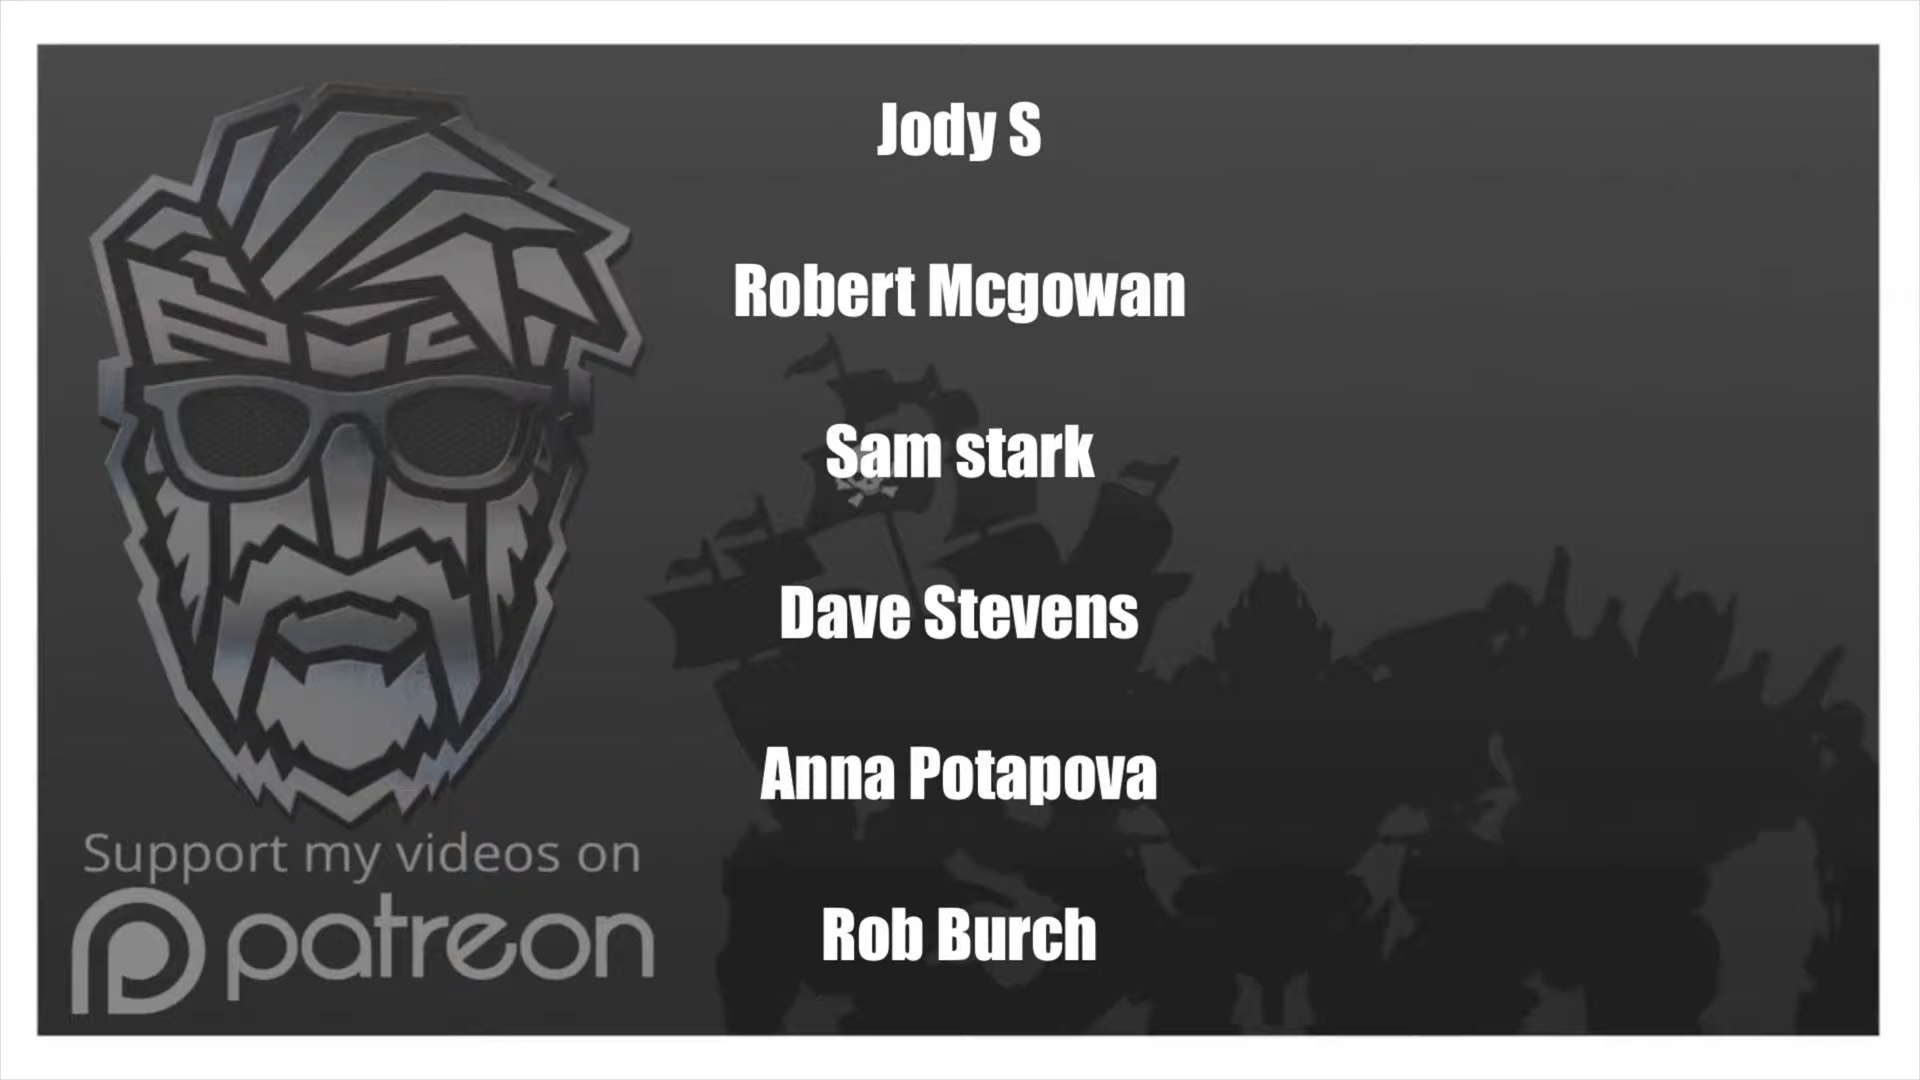 Jody S
Robert Mcgowan
Sam stark
Dave Stevens
Anna Potapova
Rob Burch
Support my videos on
patreon